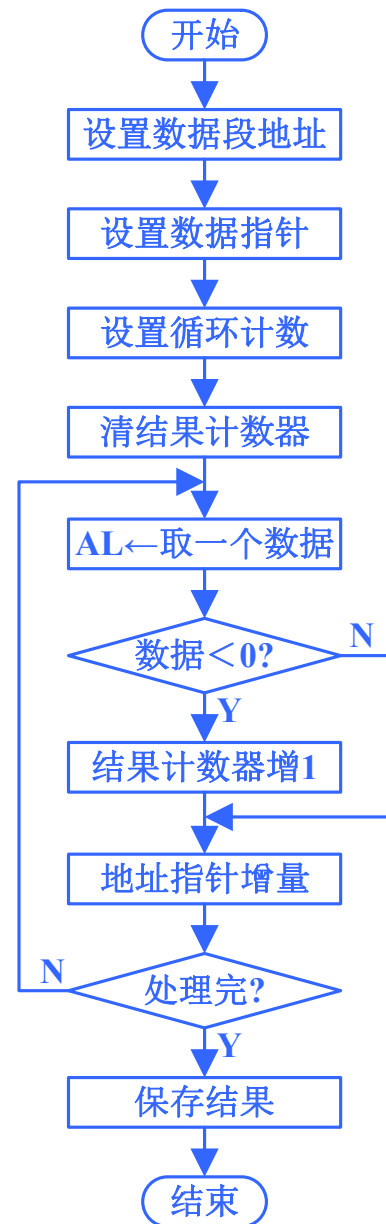 开始
设置数据段地址
设置数据指针
设置循环计数
清结果计数器
AL←取一个数据
数据＜0?
N
Y
结果计数器增1
地址指针增量
N
处理完?
Y
保存结果
结束